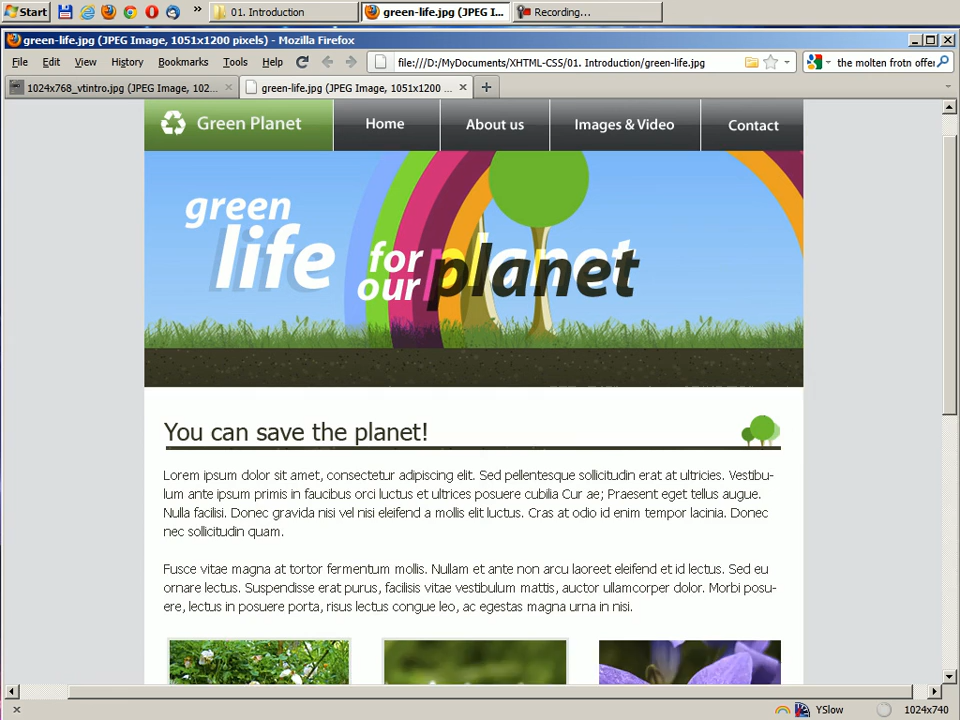 Start
»
01. Introduction
green-life.jpg (JPEG I...
Recording...
green-life.jpg (JPEG Image, 1051x1200 pixels) - Mozilla Firefox
File Edit View History Bookmarks Tools Help
file:///D:/MyDocuments/XHTML-CSS/01. Introduction/green-life.jpg
the molten frotn offer
1024x768_vtintro.jpg (JPEG Image, 102...
green-life.jpg (JPEG Image, 1051x1200 ...
Green Planet
Home
About us
Images & Video
Contact
green
life
for
our
planet
You can save the planet!
Lorem ipsum dolor sit amet, consectetur adipiscing elit. Sed pellentesque sollicitudin erat at ultricies. Vestibu-
lum ante ipsum primis in faucibus orci luctus et ultrices posuere cubilia Cur ae; Praesent eget tellus augue.
Nulla facilisi. Donec gravida nisi vel nisi eleifend a mollis elit luctus. Cras at odio id enim tempor lacinia. Donec
nec sollicitudin quam.
Fusce vitae magna at tortor fermentum mollis. Nullam et ante non arcu laoreet eleifend et id lectus. Sed eu
ornare lectus. Suspendisse erat purus, facilisis vitae vestibulum mattis, auctor ullamcorper dolor. Morbi posu-
ere, lectus in posuere porta, risus lectus congue leo, ac egestas magna urna in nisi.
YSlow
1024x740